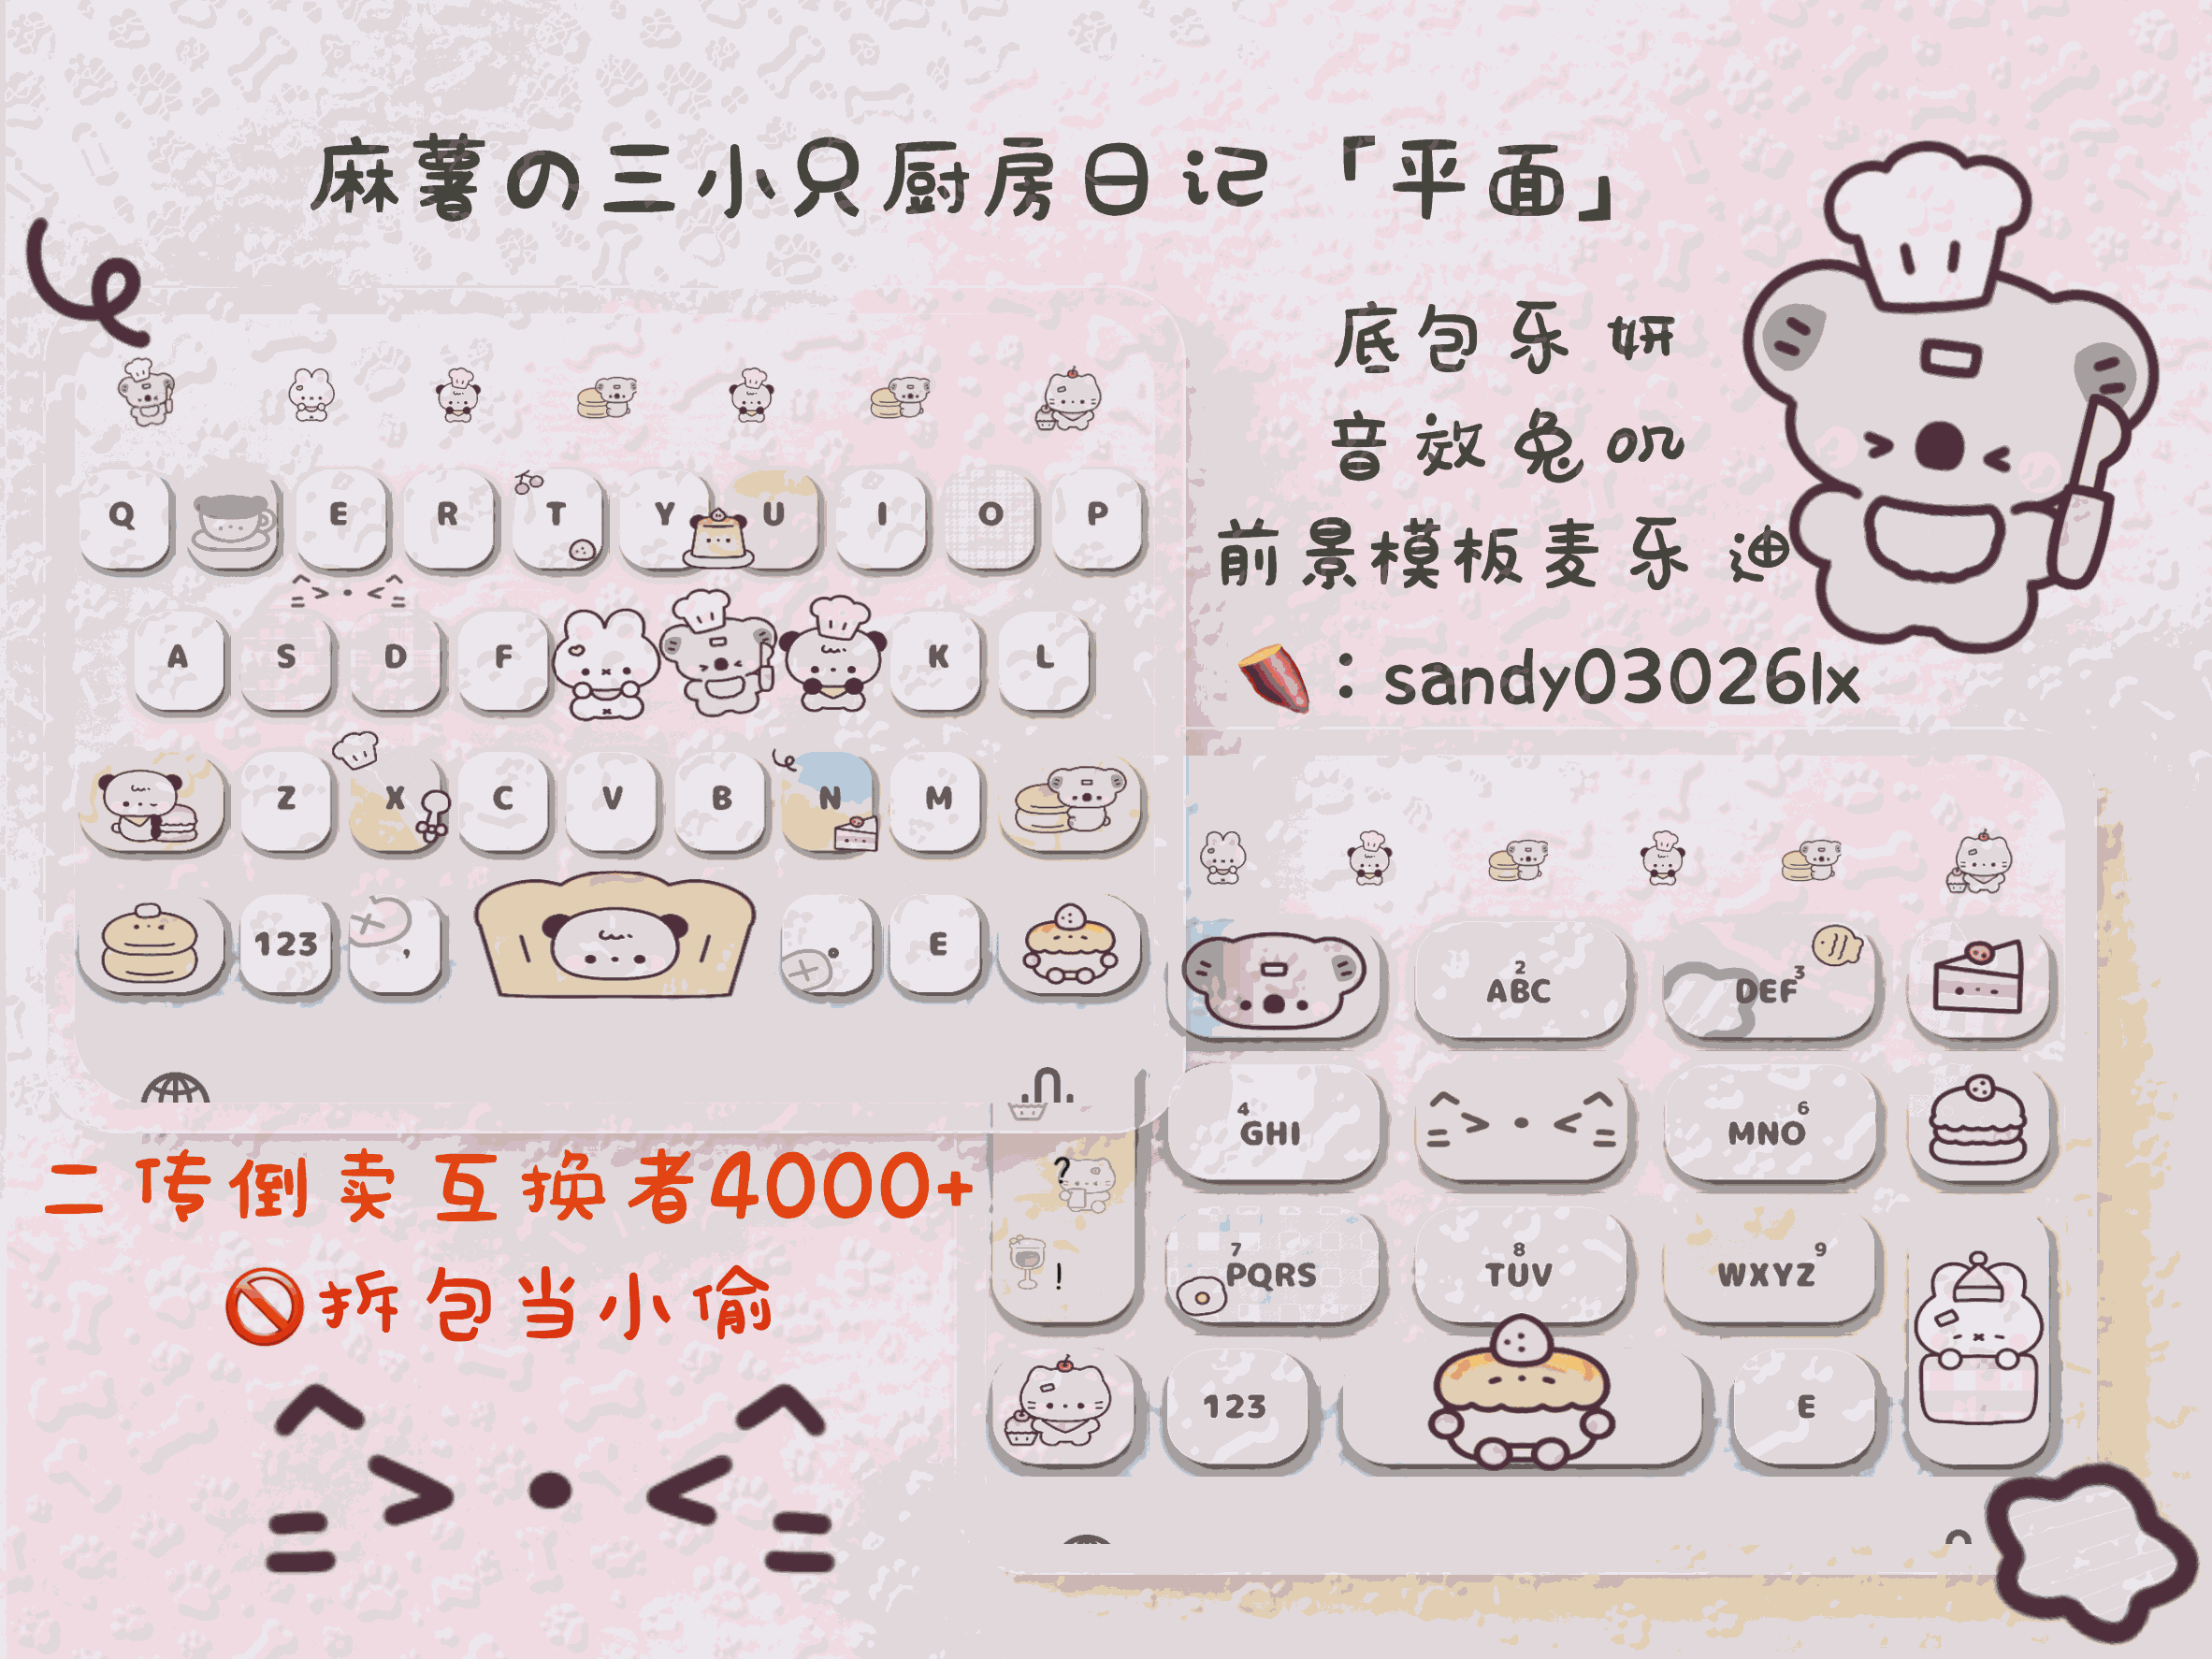 麻薯の三小只厨房日记「平面」
底包乐妍
音效兔on
前景模板麦乐迪
🍠：sandy03026lx
Q E R T Y U I O P
A S D F K L
Z X C V B N M
123 , 。 E
2 ABC 3 DEF
4 GHI 6 MNO
? !
7 PQRS 8 TUV 9 WXYZ
123 E
二传倒卖互换者4000+
🚫拆包当小偷